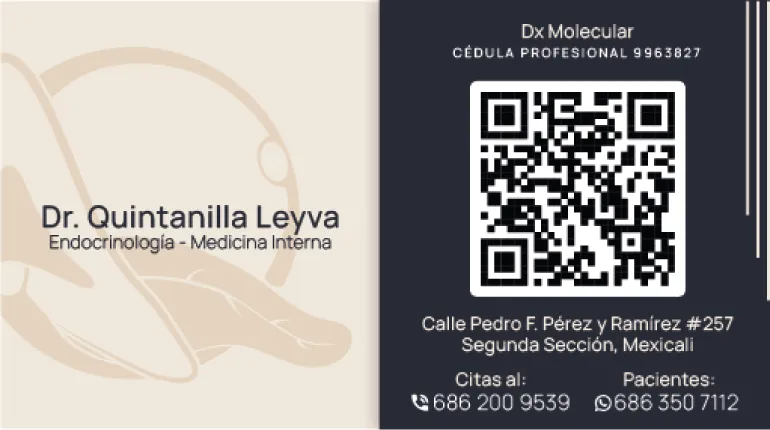 Dr. Quintanilla Leyva
Endocrinología - Medicina Interna
Dx Molecular
CÉDULA PROFESIONAL 9963827
Calle Pedro F. Pérez y Ramírez #257
Segunda Sección, Mexicali
Citas al:
686 200 9539
Pacientes:
686 350 7112